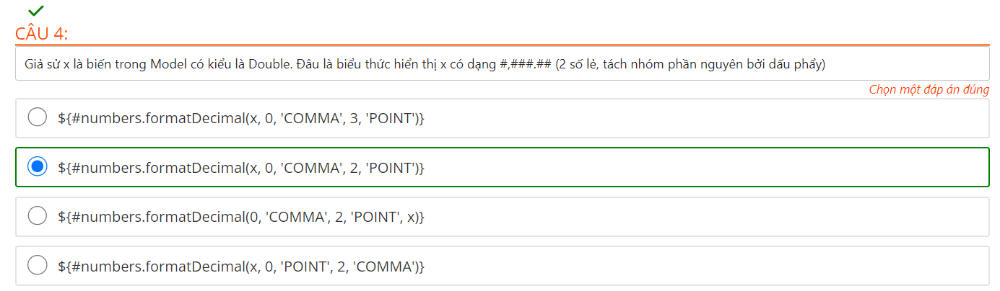 CÂU 4:
Giả sử x là biến trong Model có kiểu là Double. Đâu là biểu thức hiển thị x có dạng #,###.## (2 số lẻ, tách nhóm phần nguyên bởi dấu phẩy)
Chọn một đáp án đúng
${#numbers.formatDecimal(x, 0, 'COMMA', 3, 'POINT')}
${#numbers.formatDecimal(x, 0, 'COMMA', 2, 'POINT')}
${#numbers.formatDecimal(0, 'COMMA', 2, 'POINT', x)}
${#numbers.formatDecimal(x, 0, 'POINT', 2, 'COMMA')}